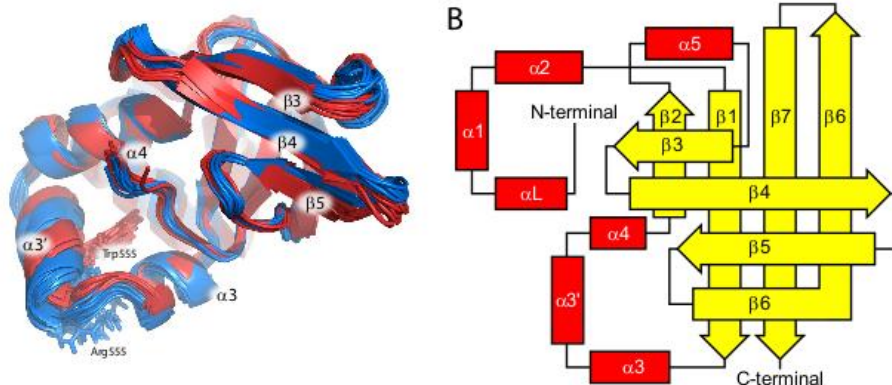 β3
β4
α4
β5
α3'
Trp555
α3
Arg555
B
α5
α2
N-terminal
β2
β1
β7
β6
α1
β3
αL
β4
α4
β5
α3'
β6
α3
C-terminal